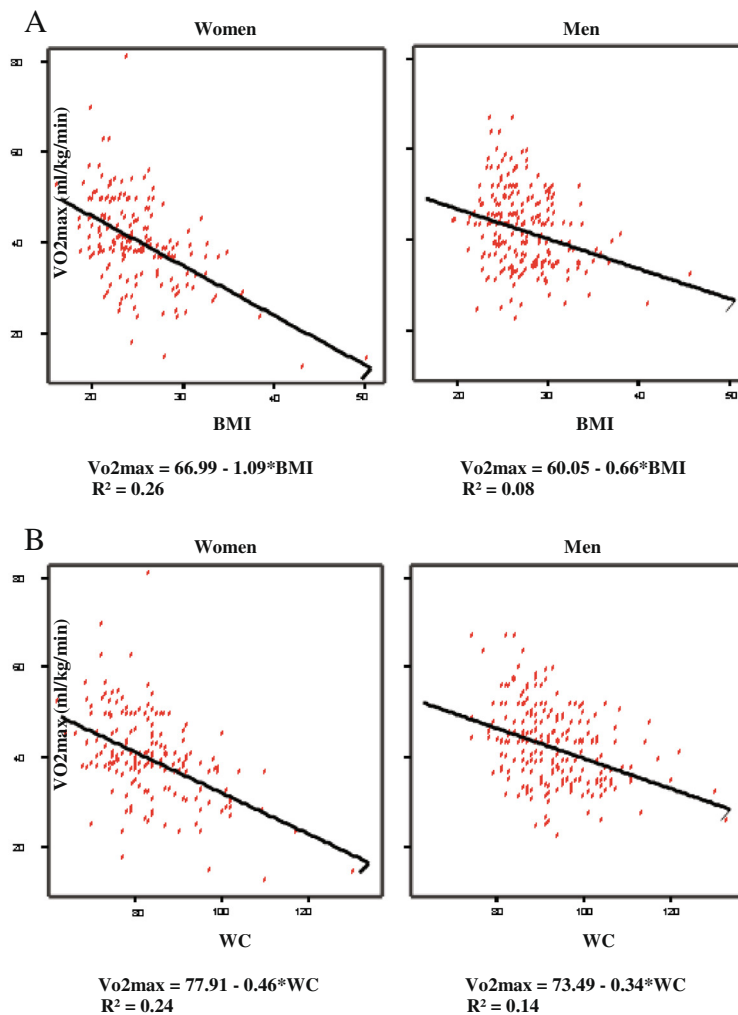 A
Women Men
80
60
40
20
VO2max (ml/kg/min)
20 30 40 50
20 30 40 50
BMI BMI
Vo2max = 66.99 - 1.09*BMI
R² = 0.26
Vo2max = 60.05 - 0.66*BMI
R² = 0.08
B
Women Men
80
60
40
20
VO2max (ml/kg/min)
80 100 120
80 100 120
WC WC
Vo2max = 77.91 - 0.46*WC
R² = 0.24
Vo2max = 73.49 - 0.34*WC
R² = 0.14